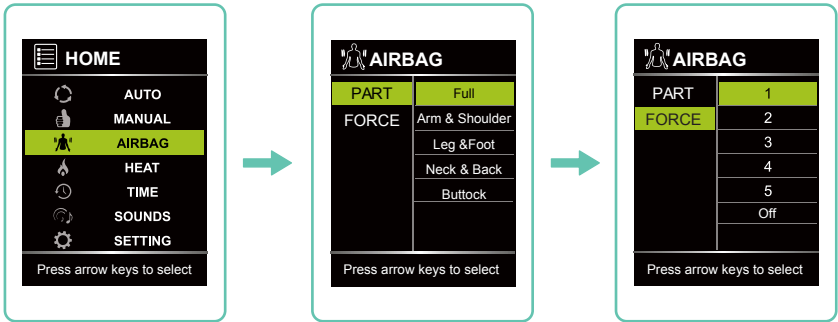 HOME
AUTO
MANUAL
AIRBAG
HEAT
TIME
SOUNDS
SETTING
Press arrow keys to select
AIRBAG
PART Full
FORCE Arm & Shoulder
Leg &Foot
Neck & Back
Buttock
Press arrow keys to select
AIRBAG
PART 1
FORCE 2
3
4
5
Off
Press arrow keys to select